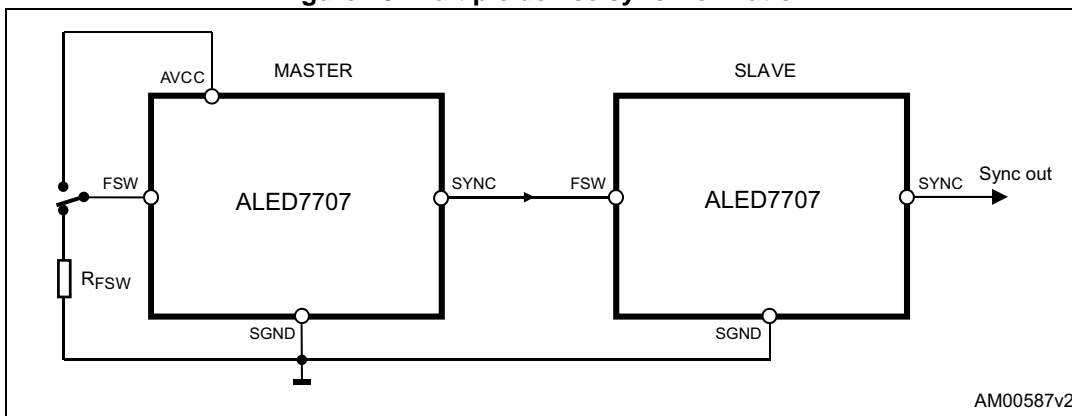 AVCC
MASTER
SLAVE
FSW
ALED7707
SYNC
FSW
ALED7707
SYNC
Sync out
RFSW
SGND
SGND
AM00587v2